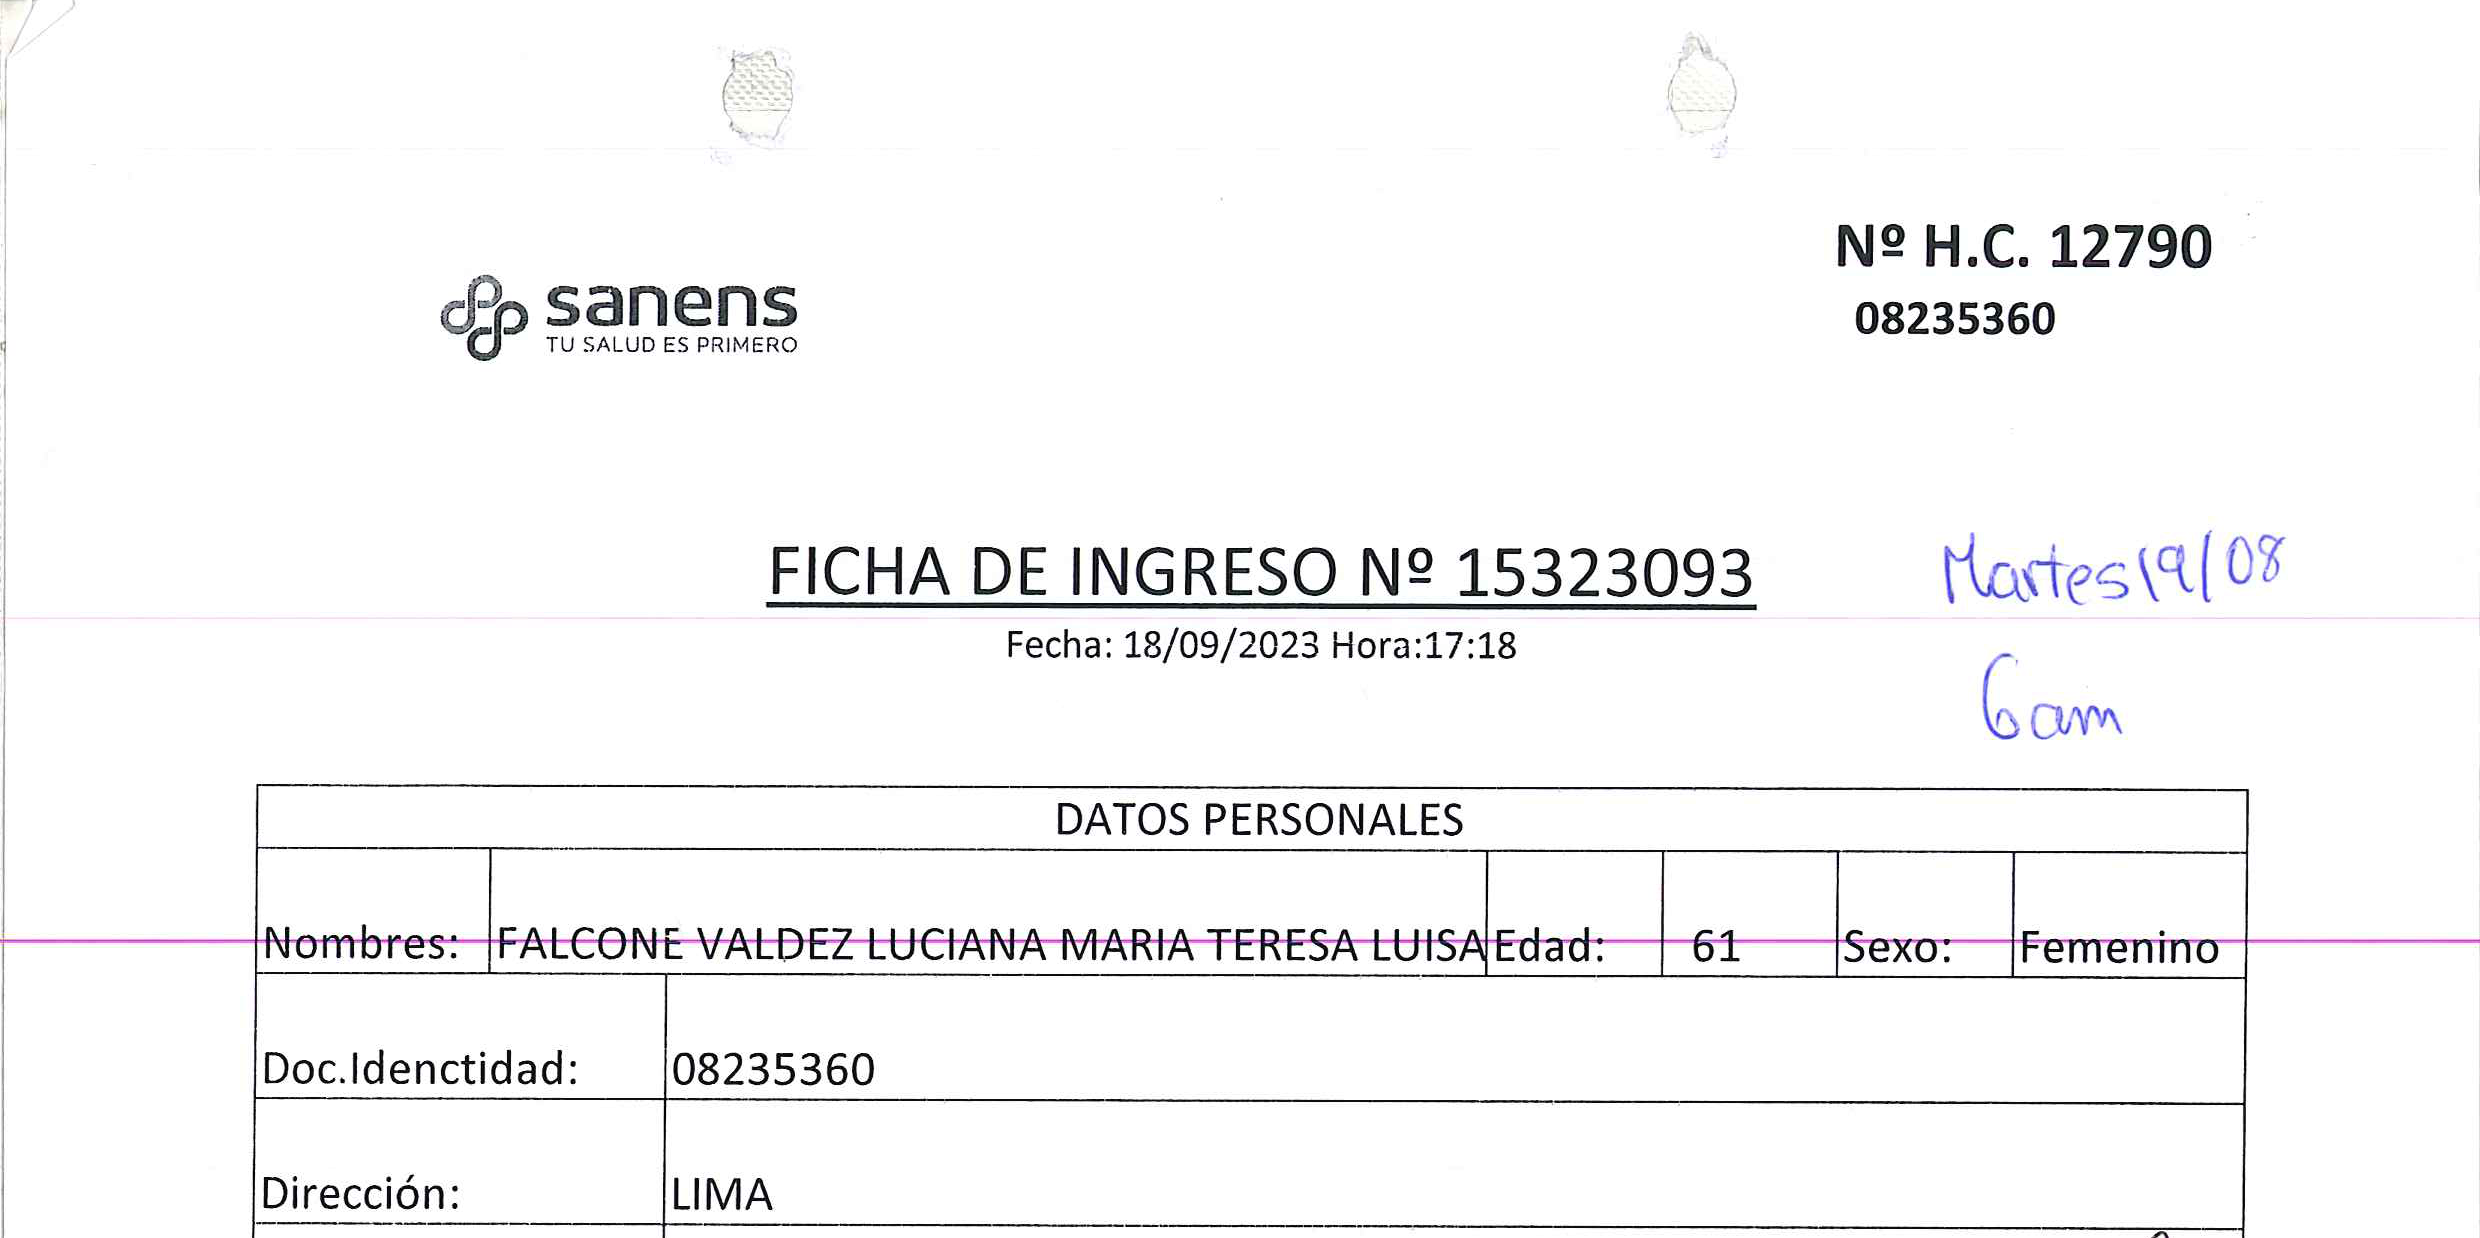 Nº H.C. 12790
sanens
TU SALUD ES PRIMERO
08235360
FICHA DE INGRESO Nº 15323093
Martes 19/08
Fecha: 18/09/2023 Hora:17:18
6am
DATOS PERSONALES
Nombres: FALCONE VALDEZ LUCIANA MARIA TERESA LUISA Edad: 61 Sexo: Femenino
Doc.Idenctidad: 08235360
Dirección: LIMA